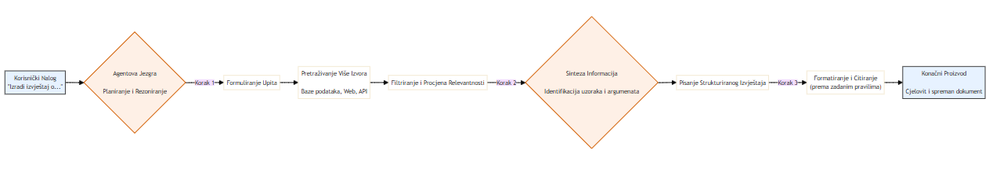 Korisnički Nalog
"Izradi izvještaj o..."
Agentova Jezgra
Planiranje i Rezoniranje
Korak 1
Formuliranje Upita
Pretraživanje Više Izvora
Baze podataka, Web, API
Filtriranje i Procjena Relevantnosti
Korak 2
Sinteza Informacija
Identifikacija uzoraka i argumenata
Pisanje Strukturiranog Izvještaja
Korak 3
Formatiranje i Citiranje
(prema zadanim pravilima)
Konačni Proizvod
Cjelovit i spreman dokument